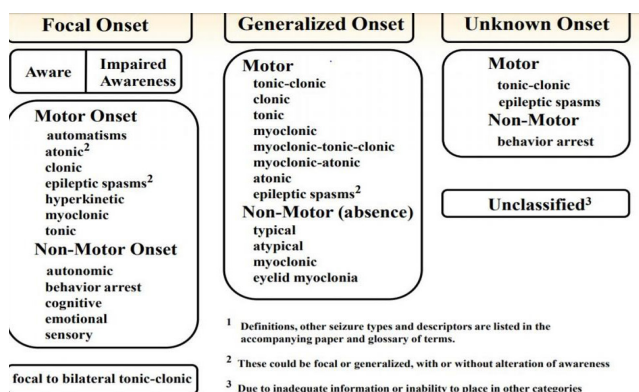 Focal Onset
Aware
Impaired
Awareness
Motor Onset
automatisms
atonic2
clonic
epileptic spasms2
hyperkinetic
myoclonic
tonic
Non-Motor Onset
autonomic
behavior arrest
cognitive
emotional
sensory
focal to bilateral tonic-clonic
Generalized Onset
Motor
tonic-clonic
clonic
tonic
myoclonic
myoclonic-tonic-clonic
myoclonic-atonic
atonic
epileptic spasms2
Non-Motor (absence)
typical
atypical
myoclonic
eyelid myoclonia
Unknown Onset
Motor
tonic-clonic
epileptic spasms
Non-Motor
behavior arrest
Unclassified3
1 Definitions, other seizure types and descriptors are listed in the
accompanying paper and glossary of terms.
2 These could be focal or generalized, with or without alteration of awareness
3 Due to inadequate information or inability to place in other categories